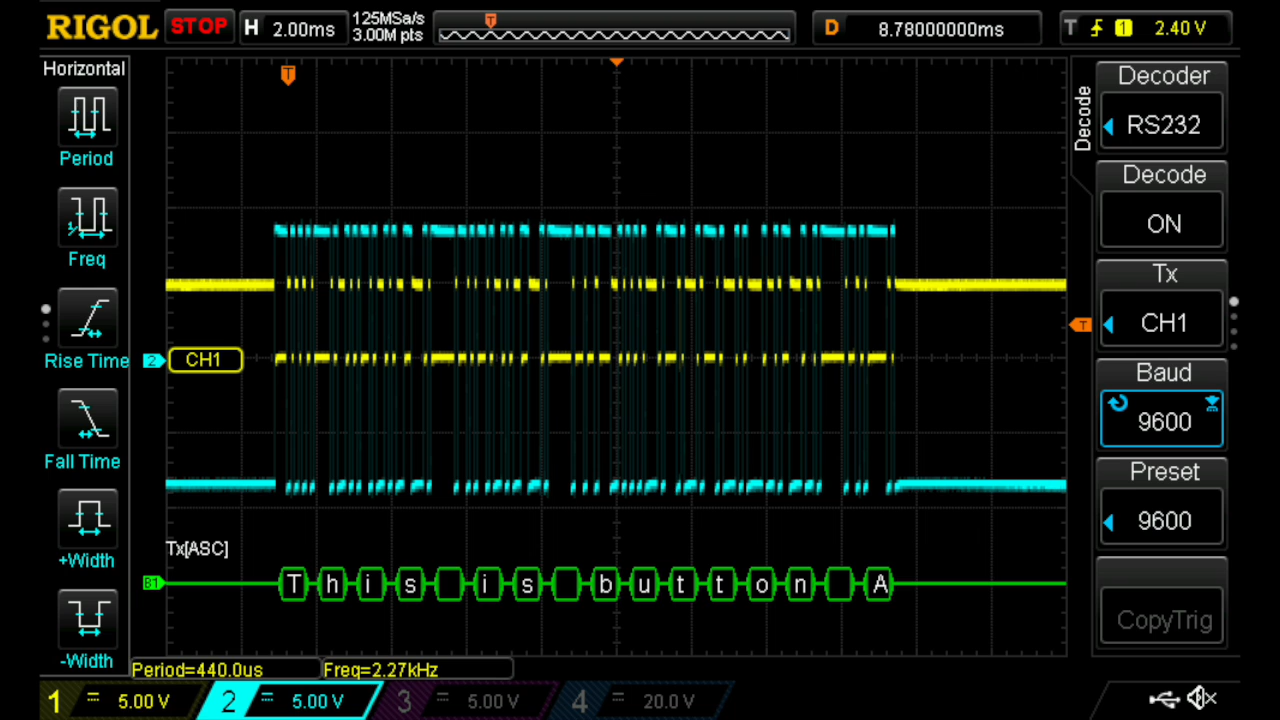 RIGOL STOP H 2.00ms 125MSa/s 3.00M pts T D 8.78000000ms T 1 2.40 V
Horizontal
Period
Freq
Rise Time
Fall Time
+Width
-Width
T
T
2 CH1
Tx[ASC]
B1 T h i s i s b u t t o n A
Period=440.0us Freq=2.27kHz
1 5.00 V 2 5.00 V 3 5.00 V 4 20.0 V
Decode
Decoder
RS232
Decode
ON
Tx
CH1
Baud
9600
Preset
9600
CopyTrig